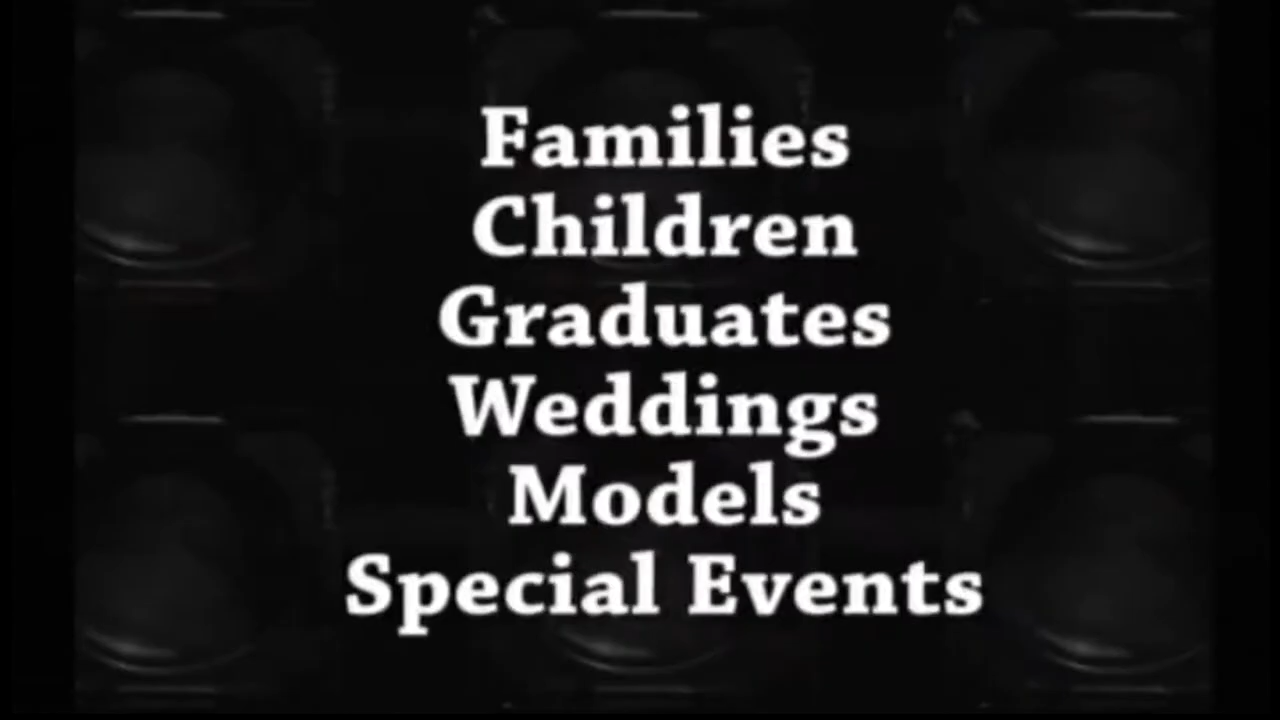 Families
Children
Graduates
Weddings
Models
Special Events